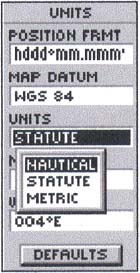 UNITS
POSITION FRMT
hddd°mm.mmm'
MAP DATUM
WGS 84
UNITS
STATUTE
NAUTICAL
STATUTE
METRIC
004°E
DEFAULTS